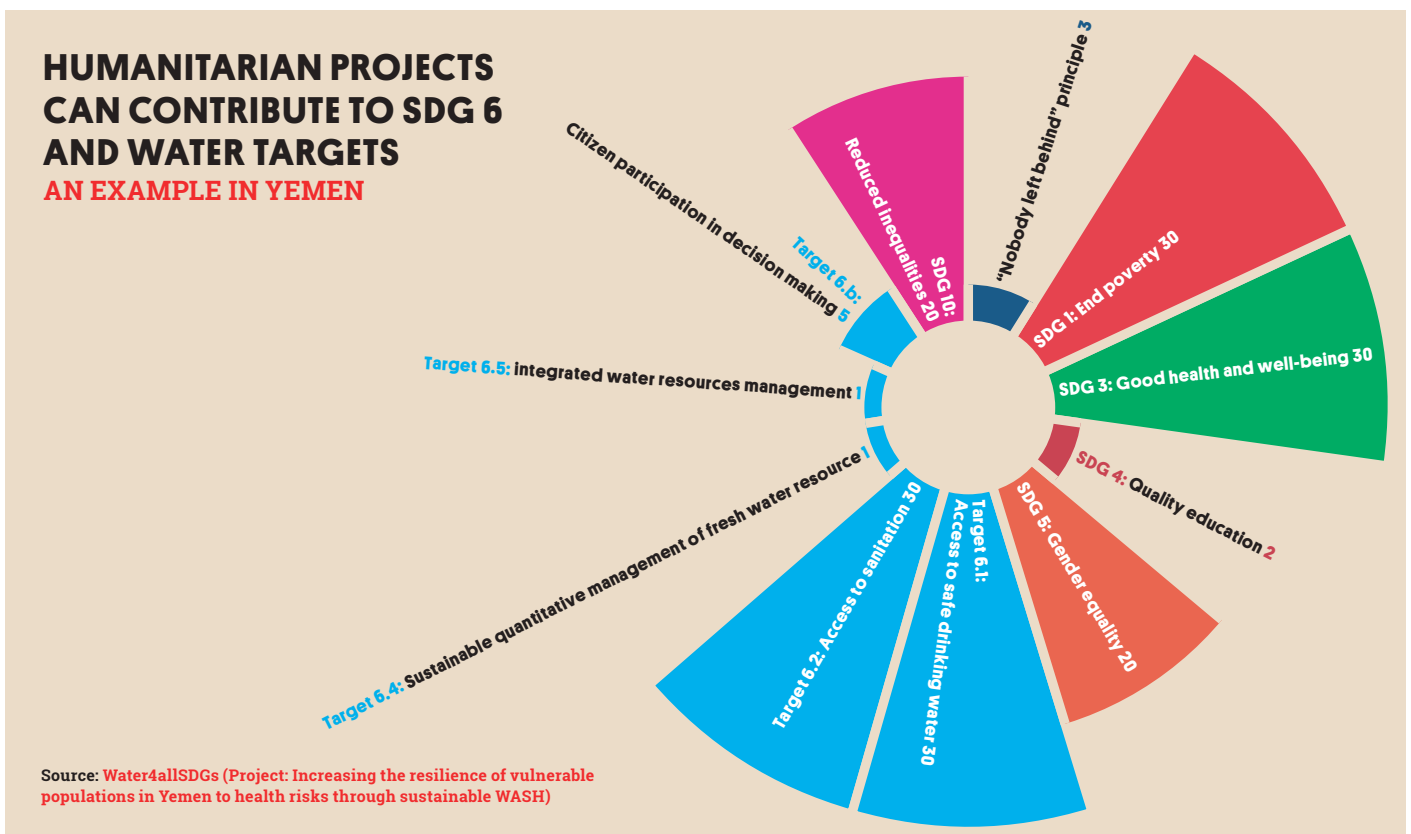 HUMANITARIAN PROJECTS
CAN CONTRIBUTE TO SDG 6
AND WATER TARGETS
AN EXAMPLE IN YEMEN
“Nobody left behind” principle 3
SDG 1: End poverty 30
SDG 3: Good health and well-being 30
SDG 4: Quality education 2
SDG 5: Gender equality 20
Target 6.1:
Access to safe drinking water 30
Target 6.2: Access to sanitation 30
Target 6.4: Sustainable quantitative management of fresh water resource 1
Target 6.5: integrated water resources management 1
Target 6.b:
Citizen participation in decision making 5
SDG 10:
Reduced inequalities 20
Source: Water4allSDGs (Project: Increasing the resilience of vulnerable
populations in Yemen to health risks through sustainable WASH)